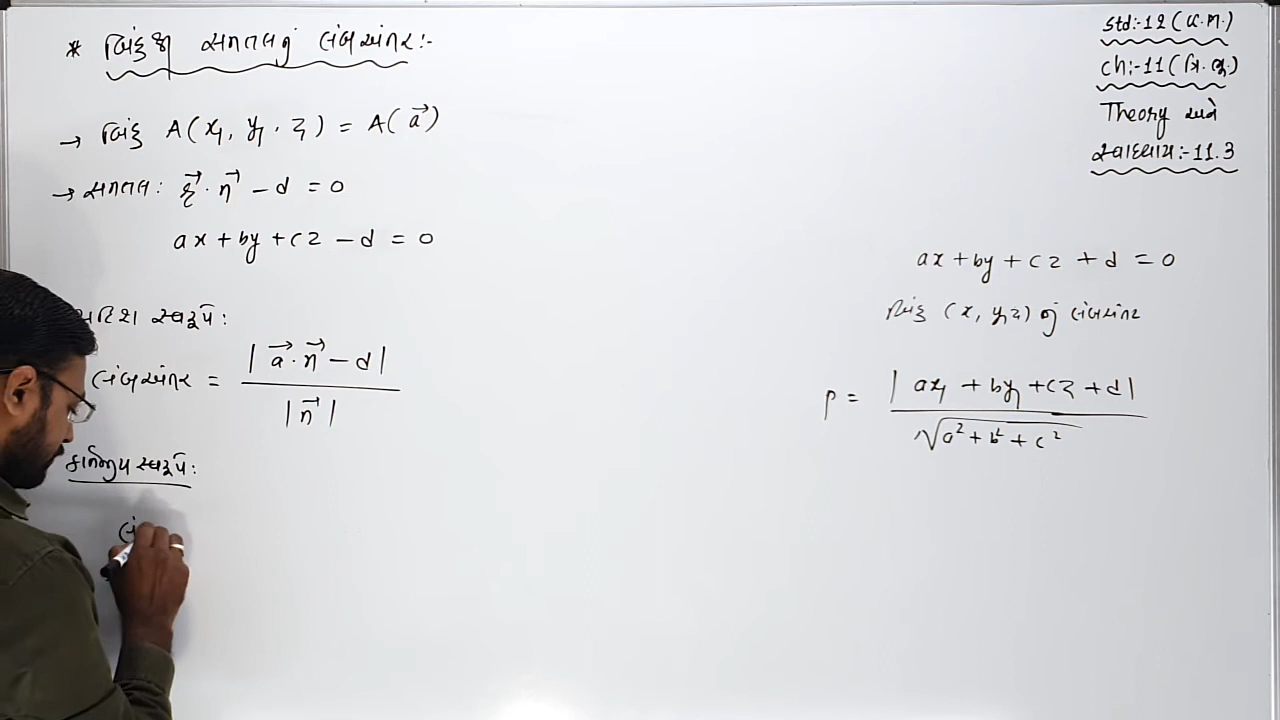 * બિંદુથી સમતલનું લંબઅંતર :-
→ બિંદુ A(x₁, y₁, z₁) = A(a⃗)
→ સમતલ : r⃗ · n⃗ - d = 0
ax + by + cz - d = 0
સદિશ સ્વરૂપ :
લંબઅંતર = | a⃗ · n⃗ - d | / | n⃗ |
કાર્તેઝીય સ્વરૂપ :
લં
std:-12 (પ્ર.)
ch:-11 (ત્રિ.ભૂ.)
Theory અને
સ્વાધ્યાય:-11.3
ax + by + cz + d = 0
બિંદુ (x, y, z) નું લંબઅંતર
p = | ax₁ + by₁ + cz₁ + d | / √a² + b² + c²